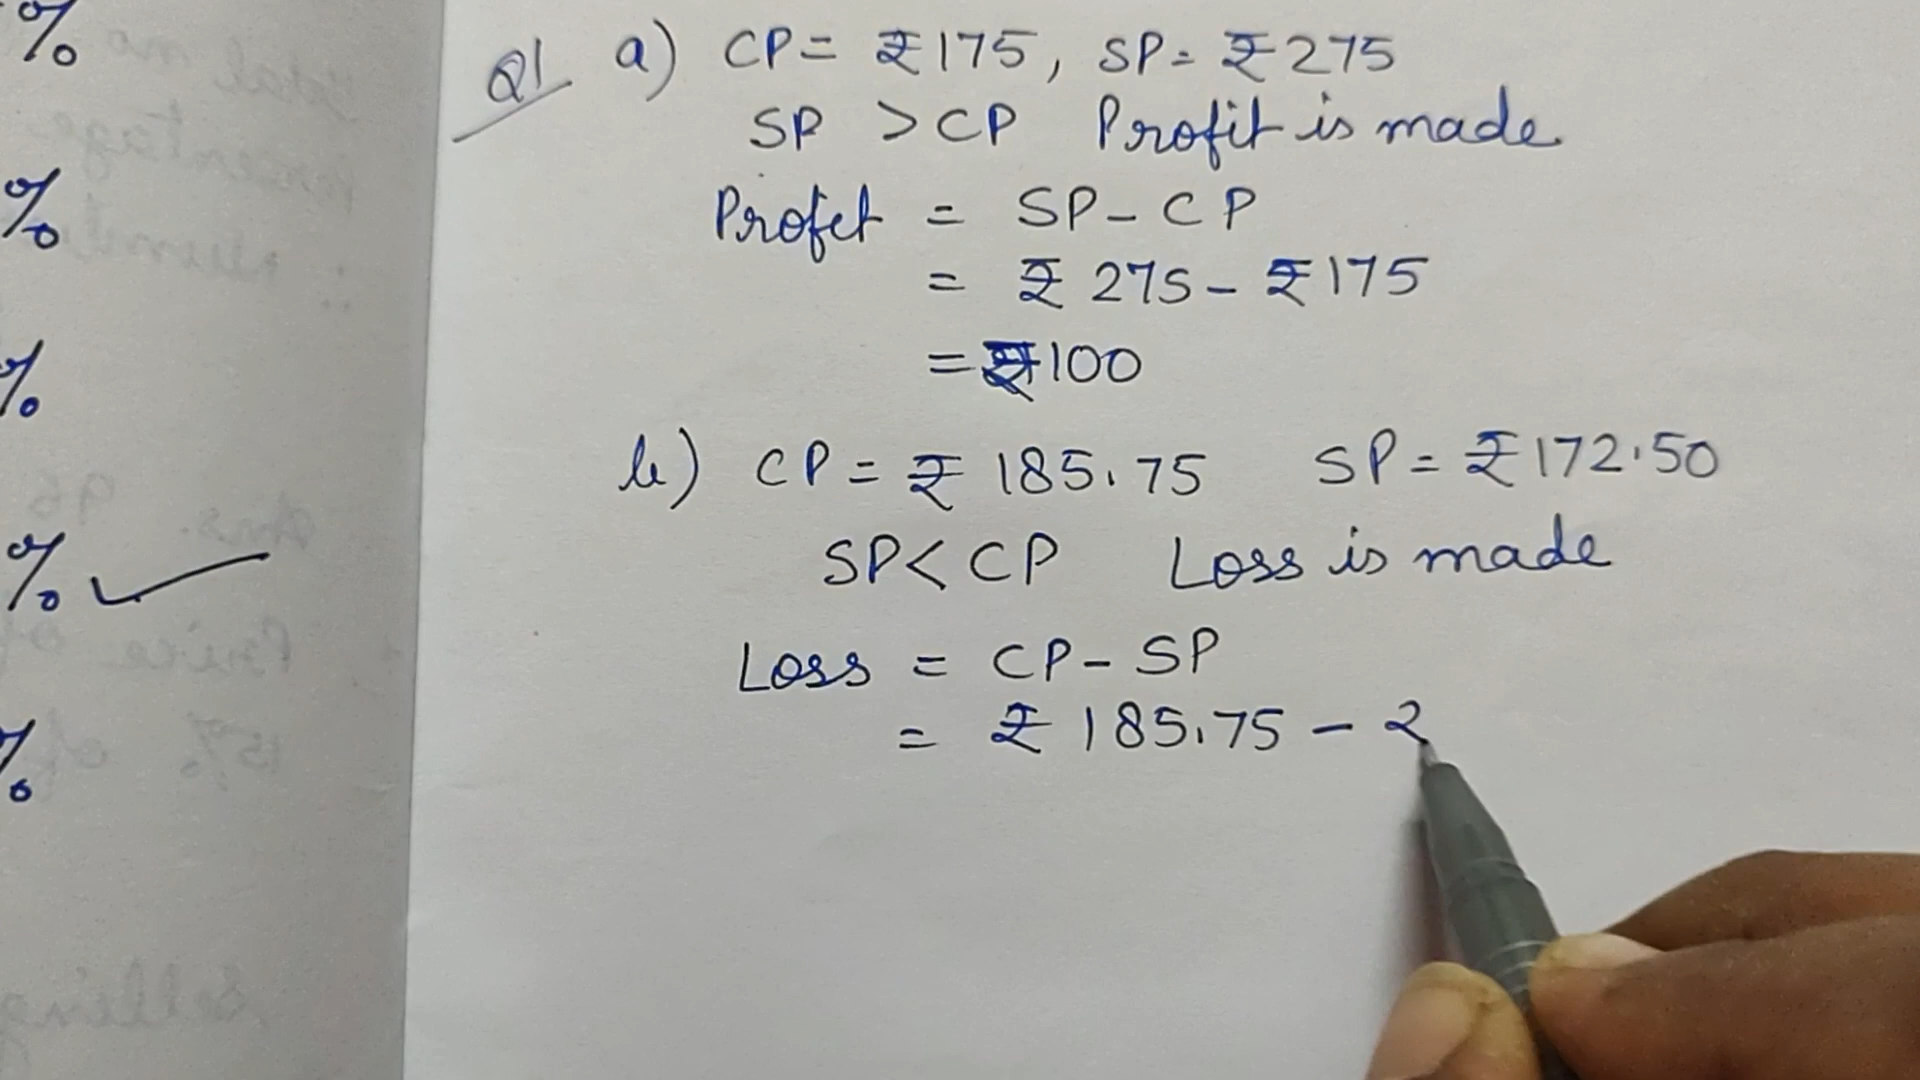 %
%
%
%
%
Q1 a) CP = ₹175, SP = ₹275
SP > CP Profit is made
Profit = SP - CP
= ₹ 275 - ₹175
= ₹100
b) CP = ₹ 185.75 SP = ₹172.50
SP < CP Loss is made
Loss = CP - SP
= ₹ 185.75 -